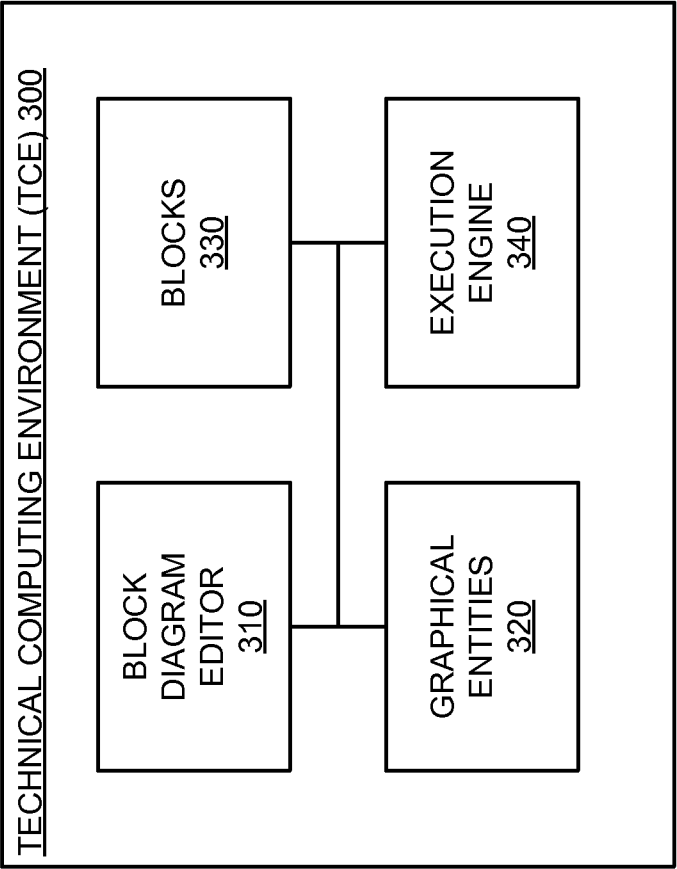 TECHNICAL COMPUTING ENVIRONMENT (TCE) 300
BLOCK
DIAGRAM
EDITOR
310
BLOCKS
330
GRAPHICAL
ENTITIES
320
EXECUTION
ENGINE
340